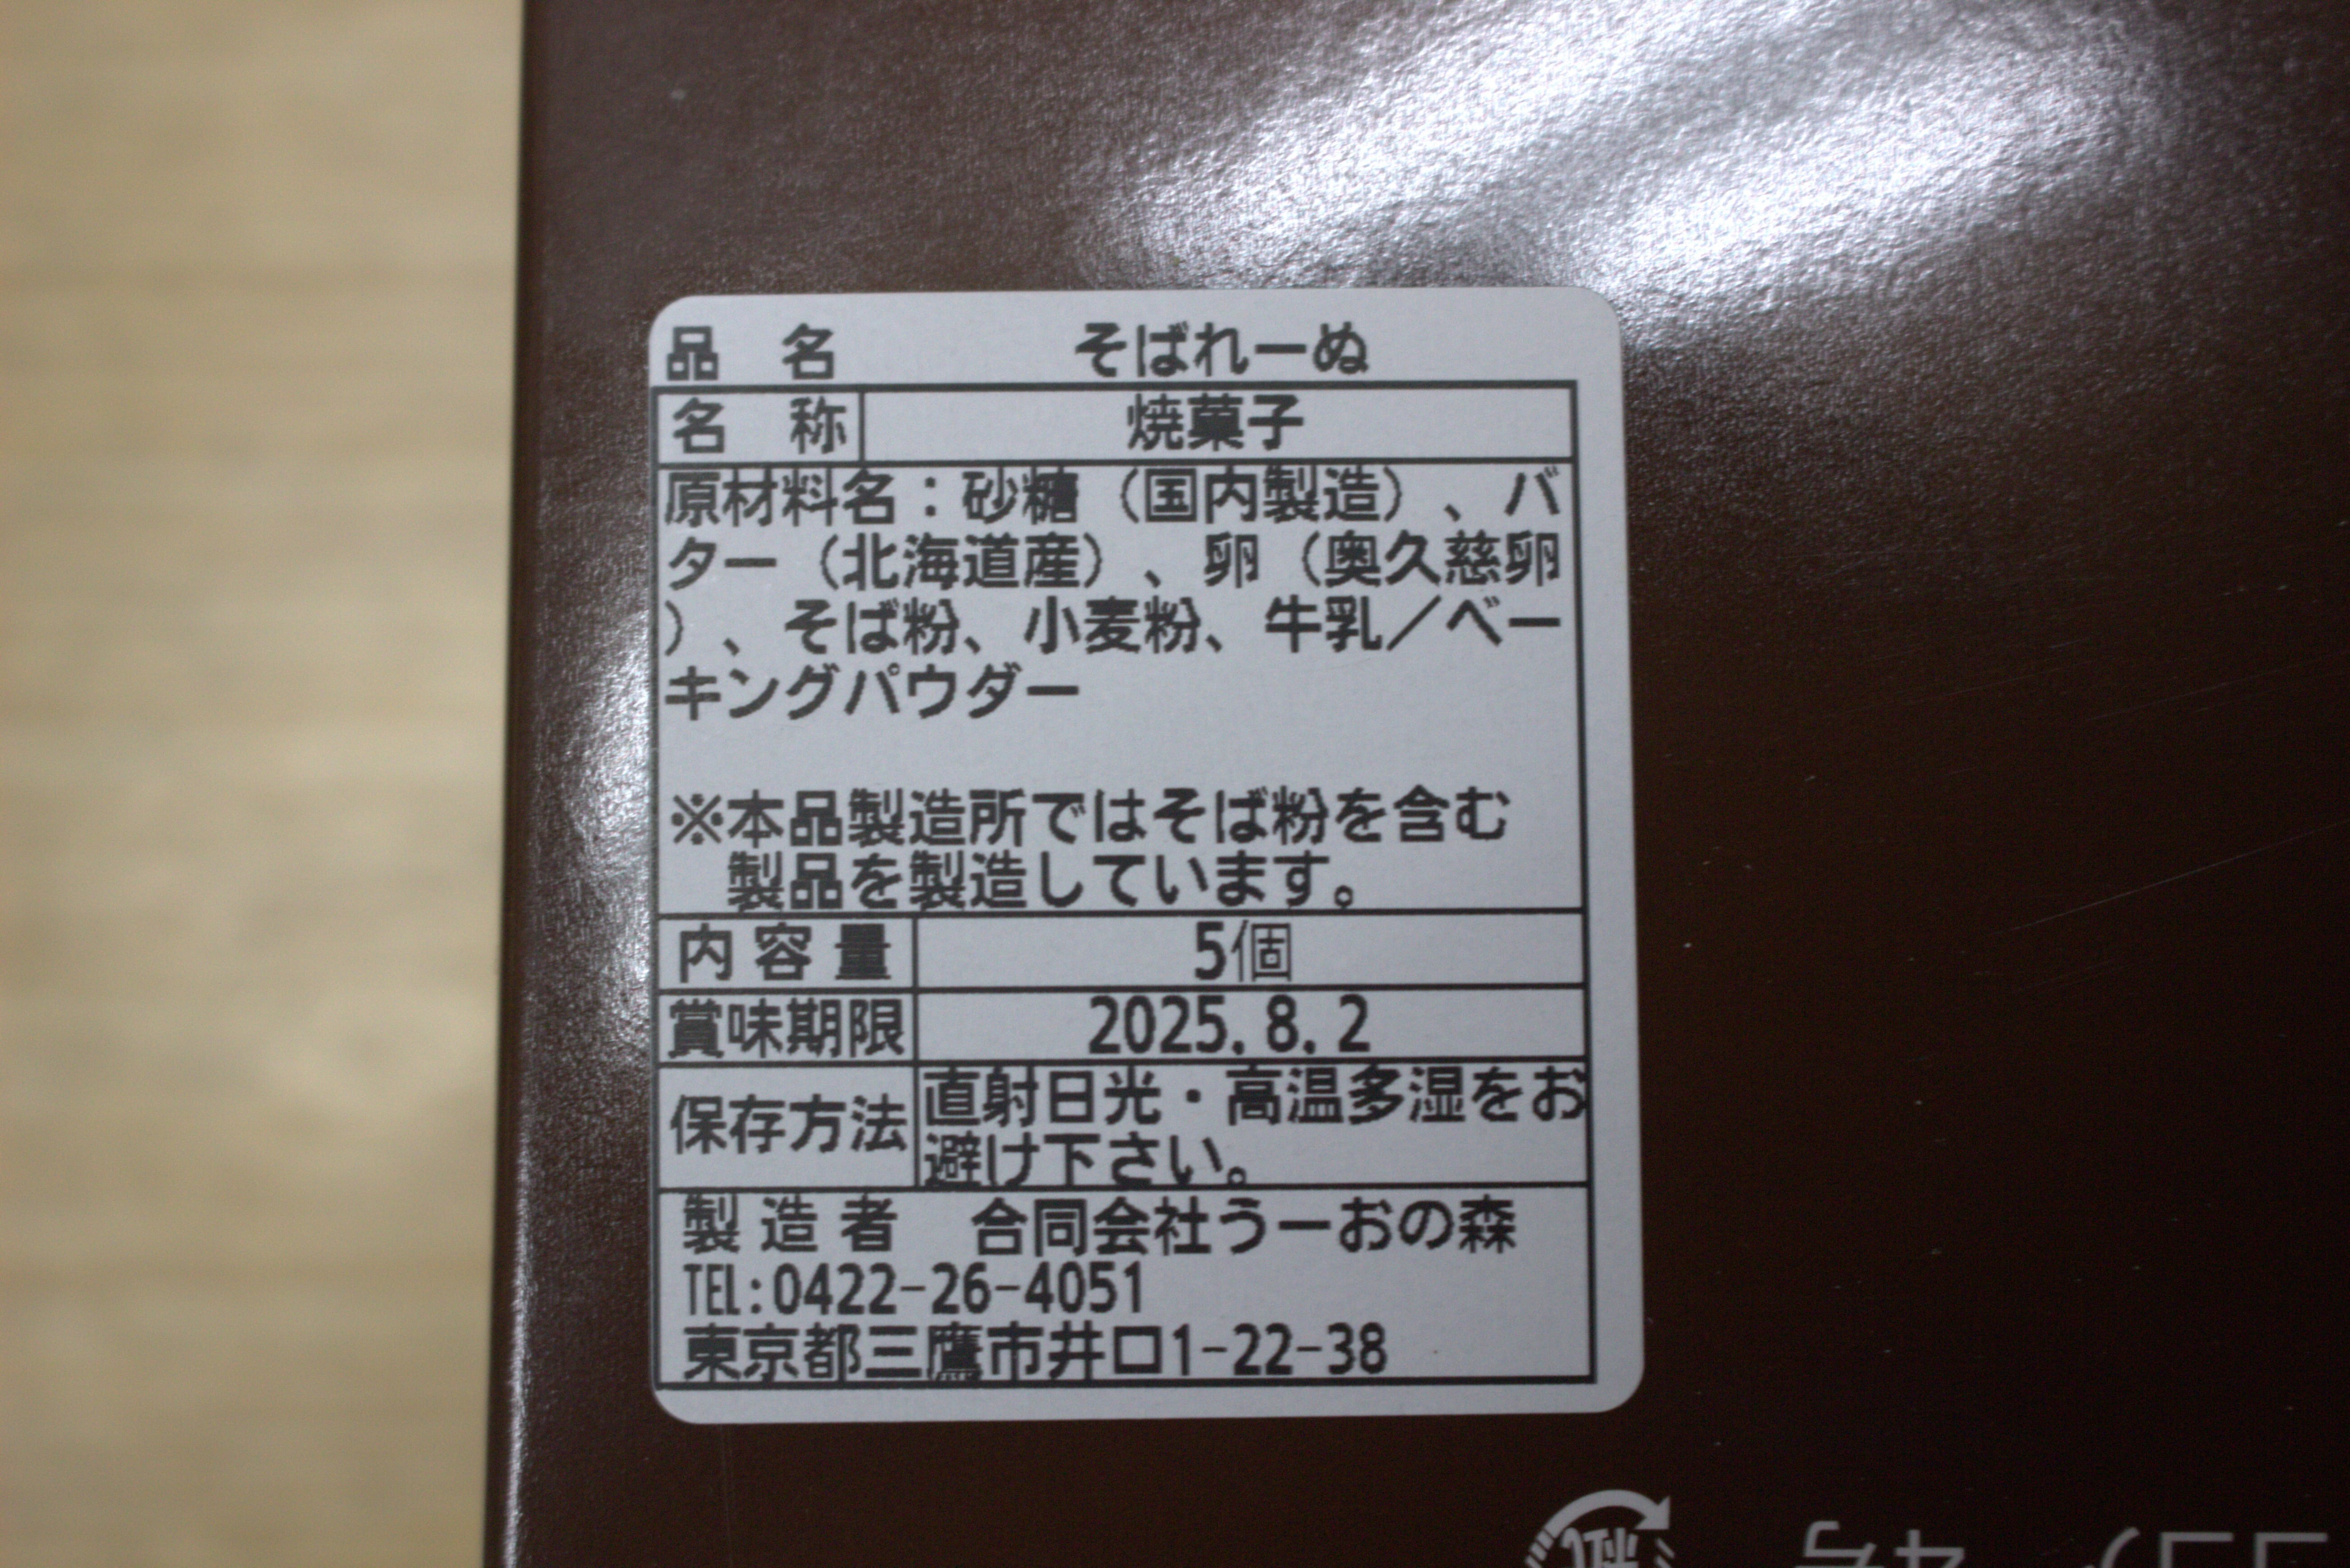 品 名 そばれーぬ
名 称 焼菓子
原材料名：砂糖（国内製造）、バ
ター（北海道産）、卵（奥久慈卵
）、そば粉、小麦粉、牛乳／ベー
キングパウダー
※本品製造所ではそば粉を含む
製品を製造しています。
内容量 5個
賞味期限 2025.8.2
保存方法 直射日光・高温多湿をお
避け下さい。
製造者 合同会社うーおの森
TEL:0422-26-4051
東京都三鷹市井口1-22-38